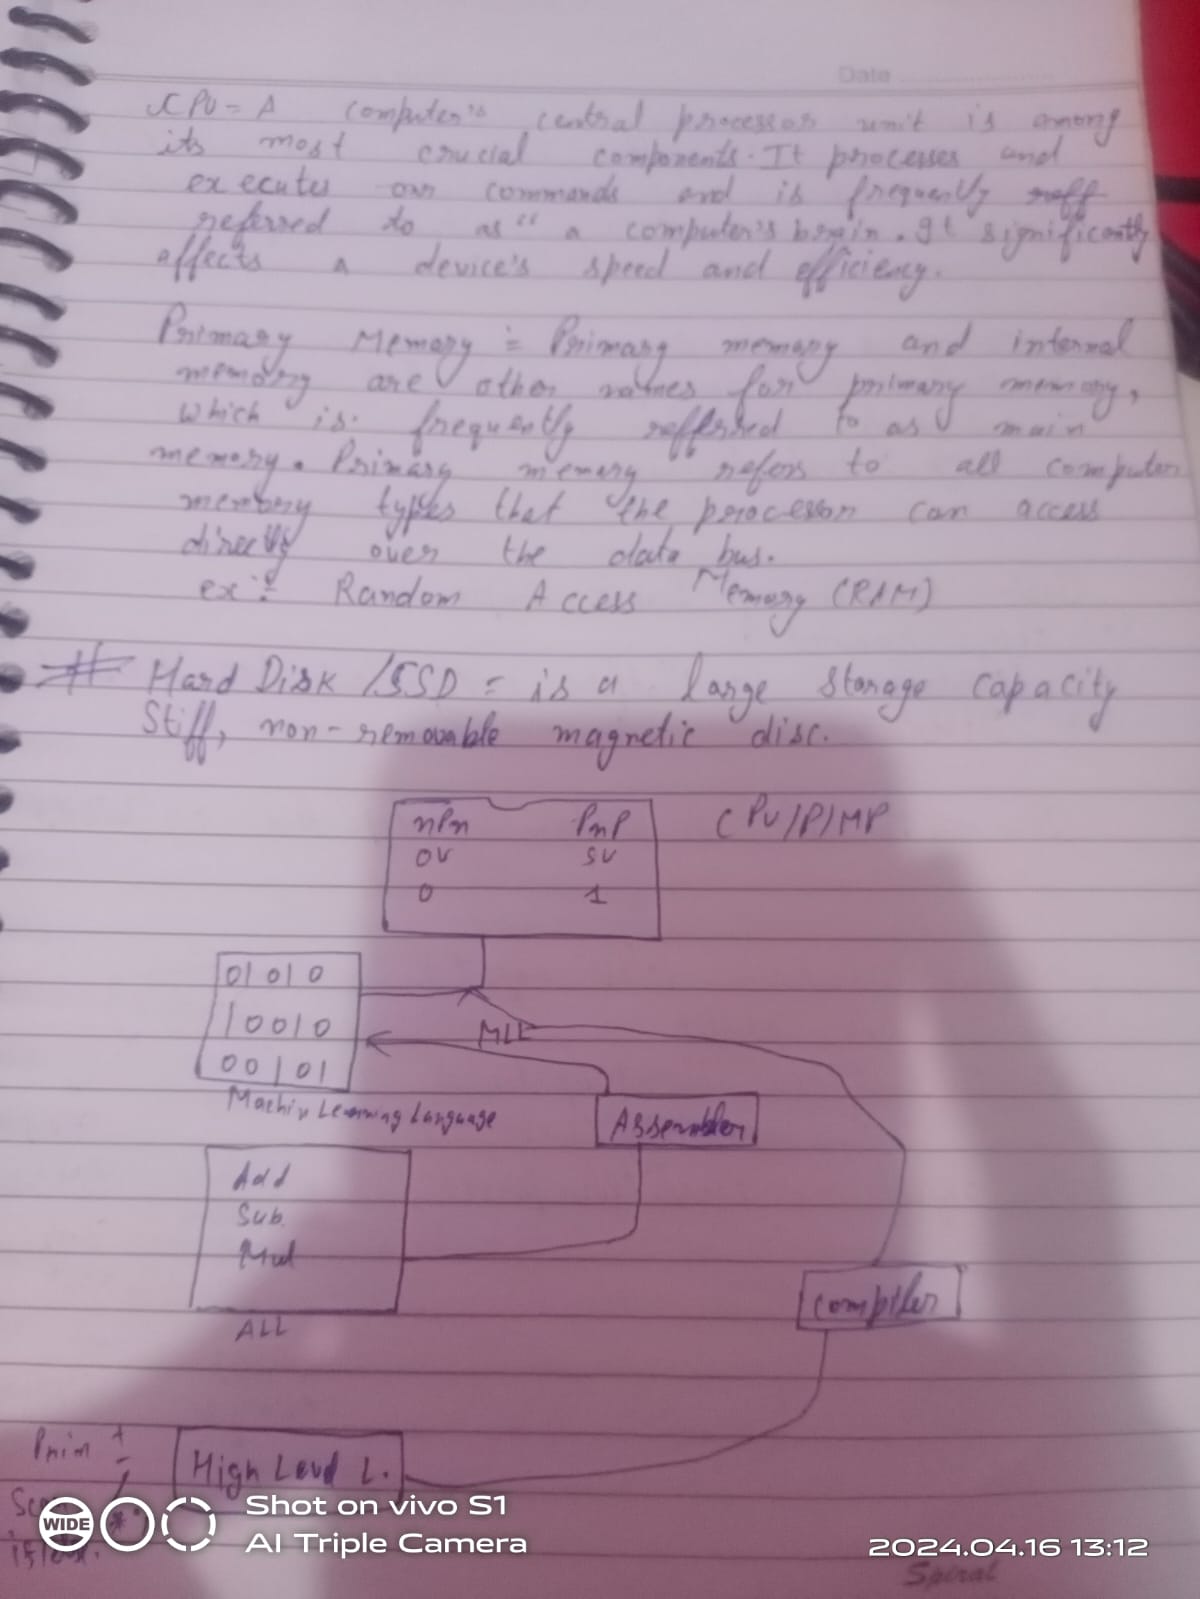 Date
CPU = A computer's central processor unit is among
its most crucial components. It processes and
executes our commands and is frequently reff
referred to as " a computer's brain. It significantly
affects a device's speed and efficiency.
Primary Memory = Primary memory and internal
memory are other names for primary memory,
which is frequently refferred to as main
memory. Primary memory refers to all computer
memory types that the processor can access
directly over the data bus.
ex: Random Access Memory (RAM)
# Hard Disk /SSD = is a large storage capacity
Stiff, non-removable magnetic disc.
nPn PnP CPU/P/MP
0V 5V
0 1
01010
10010
MLL
00101
Machin Learning Language
Assembler
Add
Sub
Mul
Compiler
ALL
Prim + -
High Level L.
Shot on vivo S1
WIDE
AI Triple Camera
2024.04.16 13:12
Spiral